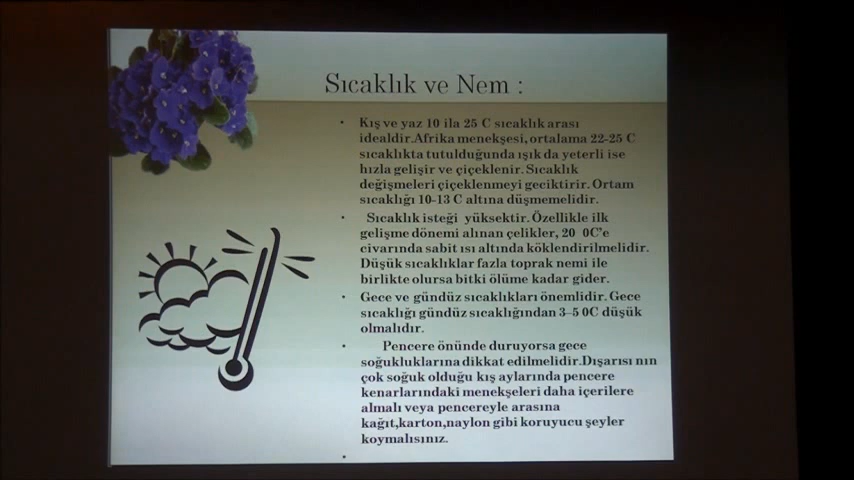 Sıcaklık ve Nem :
• Kış ve yaz 10 ila 25 C sıcaklık arası
idealdir.Afrika menekşesi, ortalama 22-25 C
sıcaklıkta tutulduğunda ışık da yeterli ise
hızla gelişir ve çiçeklenir. Sıcaklık
değişmeleri çiçeklenmeyi geciktirir. Ortam
sıcaklığı 10-13 C altına düşmemelidir.
• Sıcaklık isteği yüksektir. Özellikle ilk
gelişme dönemi alınan çelikler, 20 0C'e
civarında sabit ısı altında köklendirilmelidir.
Düşük sıcaklıklar fazla toprak nemi ile
birlikte olursa bitki ölüme kadar gider.
• Gece ve gündüz sıcaklıkları önemlidir. Gece
sıcaklığı gündüz sıcaklığından 3–5 0C düşük
olmalıdır.
• Pencere önünde duruyorsa gece
soğukluklarına dikkat edilmelidir.Dışarısı nın
çok soğuk olduğu kış aylarında pencere
kenarlarındaki menekşeleri daha içerilere
almalı veya pencereyle arasına
kağıt,karton,naylon gibi koruyucu şeyler
koymalısınız.
•